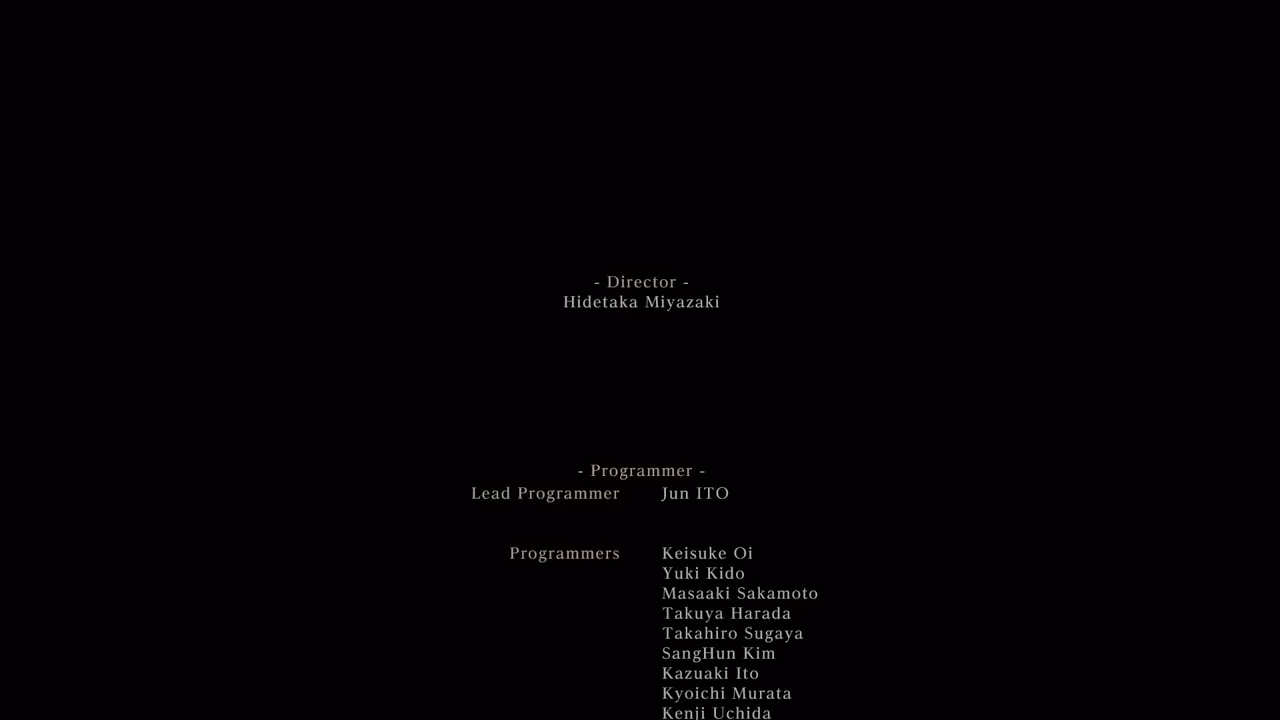 - Director -
Hidetaka Miyazaki
- Programmer -
Lead Programmer Jun ITO
Programmers Keisuke Oi
Yuki Kido
Masaaki Sakamoto
Takuya Harada
Takahiro Sugaya
SangHun Kim
Kazuaki Ito
Kyoichi Murata
Kenji Uchida